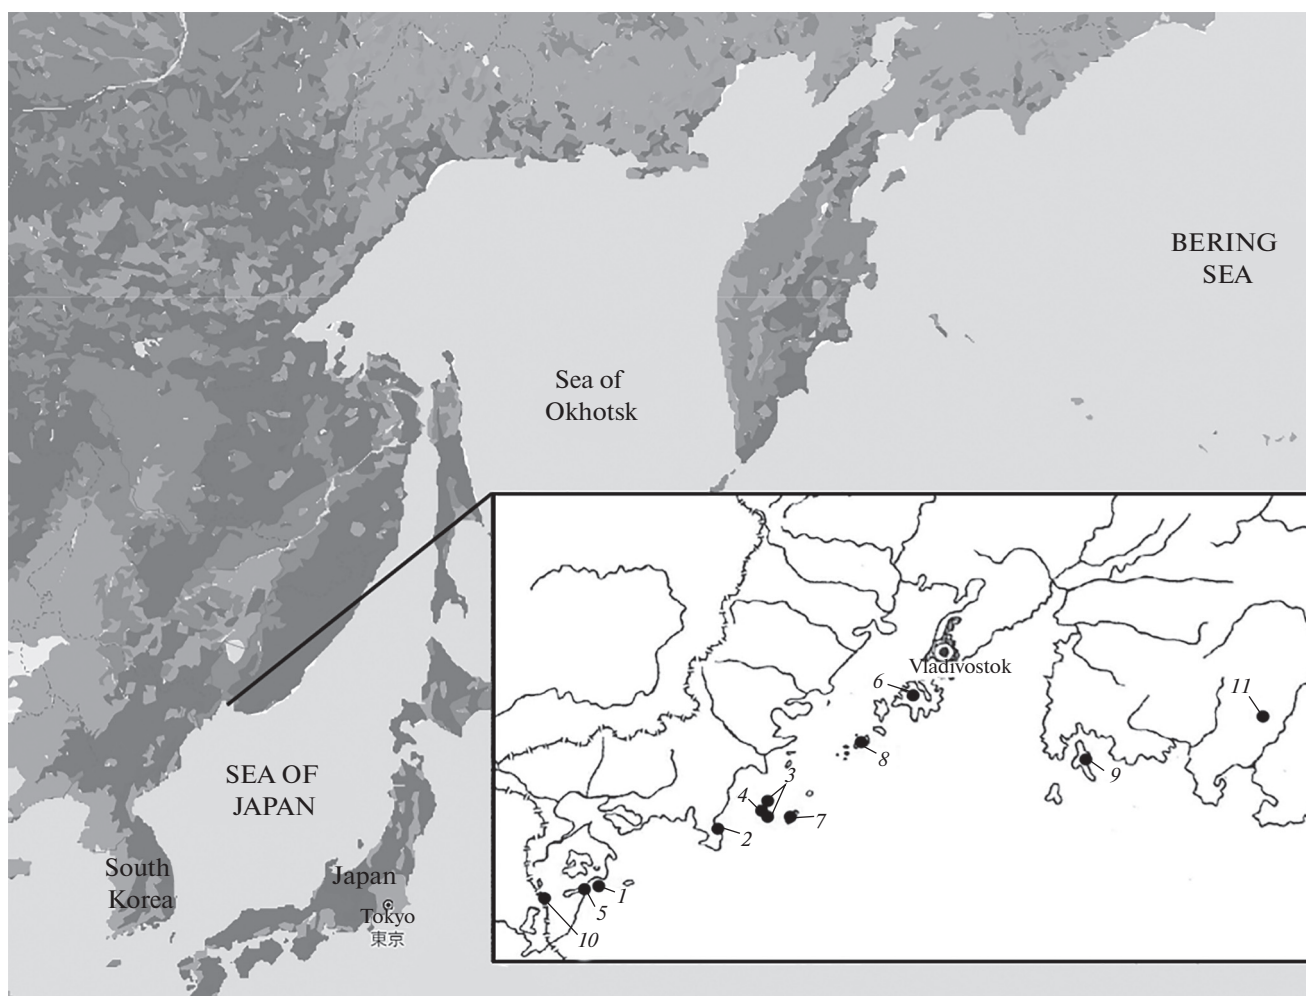 BERING
SEA
Sea of
Okhotsk
Vladivostok
6
11
8
9
3
4
7
2
SEA OF
JAPAN
South
Korea
Japan
Tokyo
東京
1
5
10